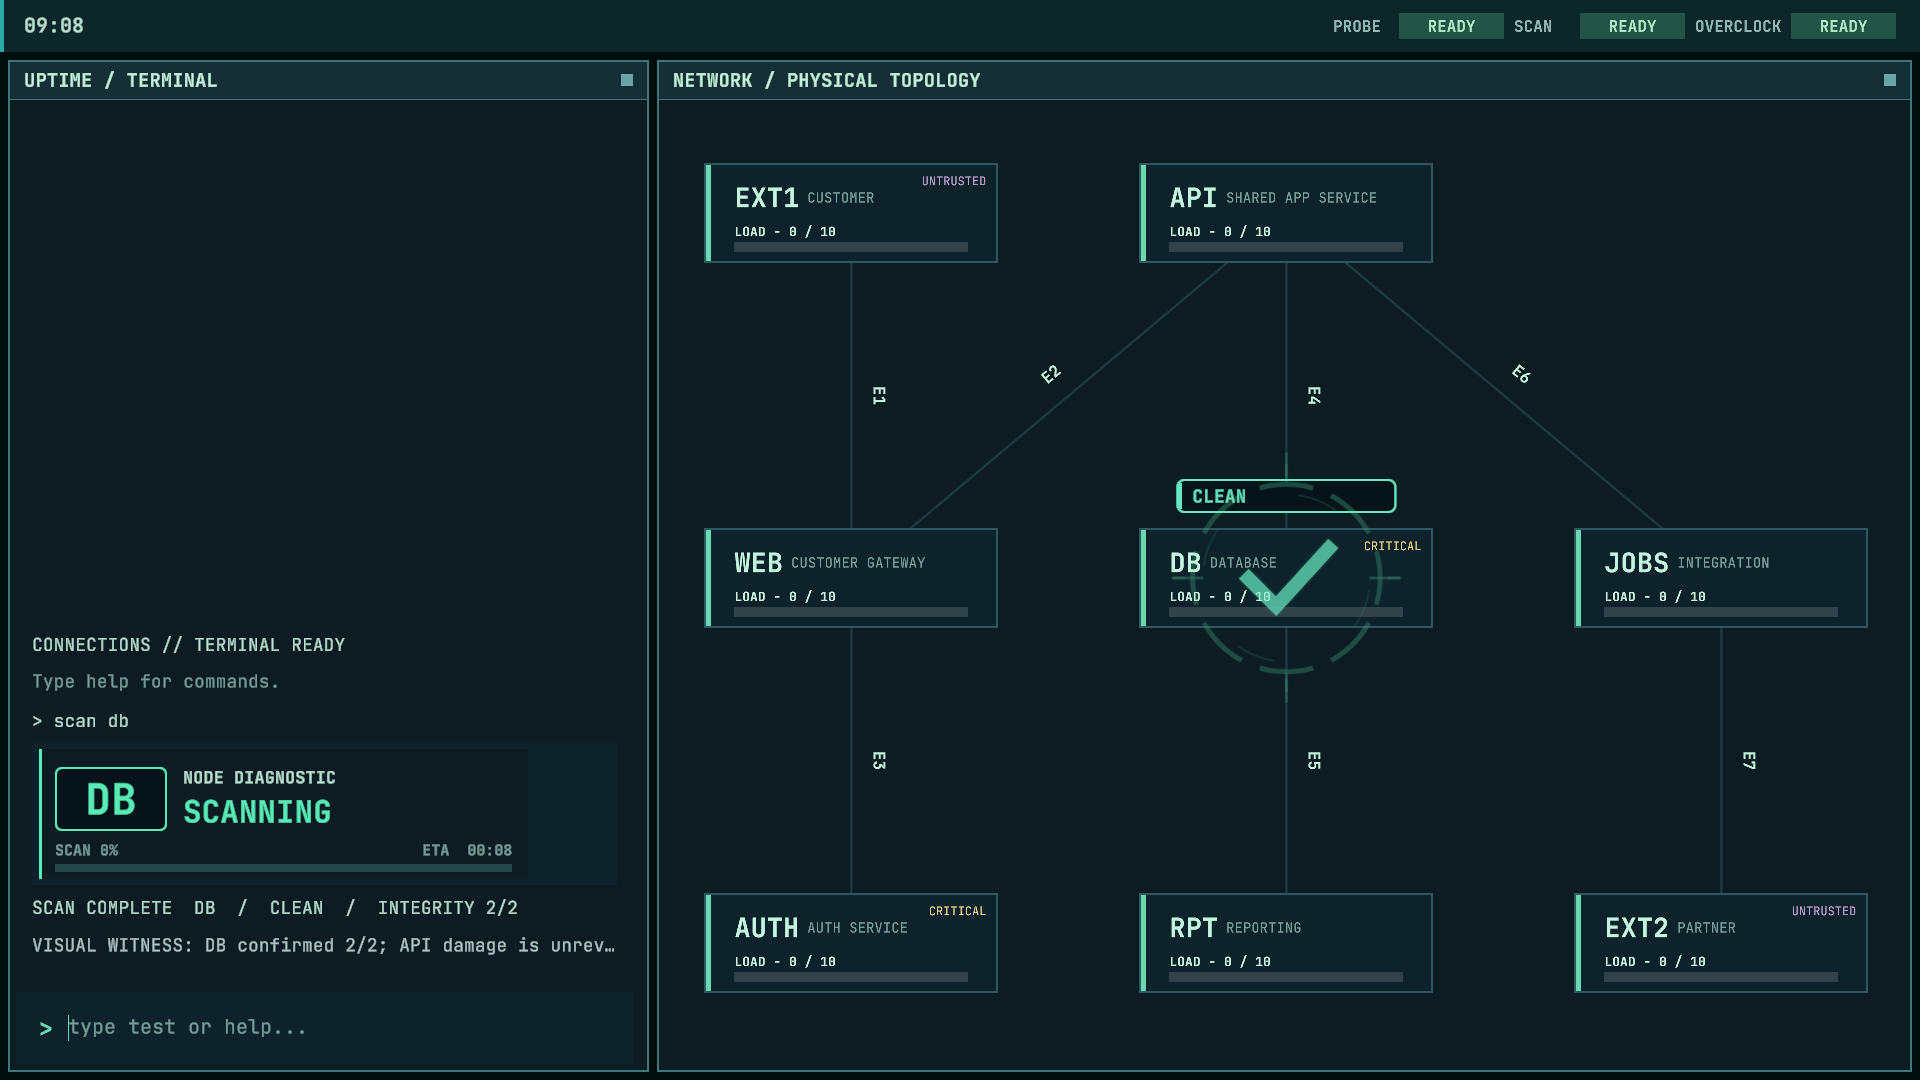 09:08
PROBE READY SCAN READY OVERCLOCK READY
UPTIME / TERMINAL
CONNECTIONS // TERMINAL READY
Type help for commands.
> scan db
DB
NODE DIAGNOSTIC
SCANNING
SCAN 0% ETA 00:08
SCAN COMPLETE DB / CLEAN / INTEGRITY 2/2
VISUAL WITNESS: DB confirmed 2/2; API damage is unrev…
> type test or help...
NETWORK / PHYSICAL TOPOLOGY
UNTRUSTED
EXT1 CUSTOMER
LOAD - 0 / 10
API SHARED APP SERVICE
LOAD - 0 / 10
E1
E2
E4
E6
WEB CUSTOMER GATEWAY
LOAD - 0 / 10
CLEAN
CRITICAL
DB DATABASE
LOAD - 0 / 10
JOBS INTEGRATION
LOAD - 0 / 10
E3
E5
E7
CRITICAL
AUTH AUTH SERVICE
LOAD - 0 / 10
RPT REPORTING
LOAD - 0 / 10
UNTRUSTED
EXT2 PARTNER
LOAD - 0 / 10